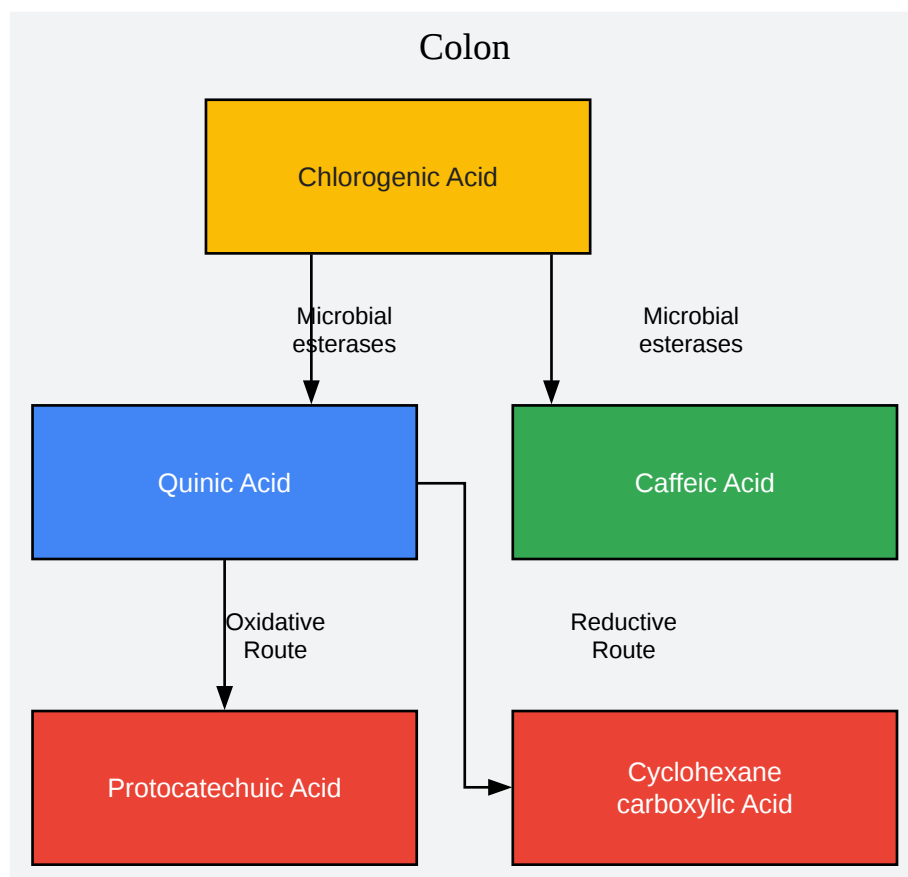 Colon
Chlorogenic Acid
Microbial
esterases
Microbial
esterases
Quinic Acid
Caffeic Acid
Oxidative
Route
Reductive
Route
Protocatechuic Acid
Cyclohexane
carboxylic Acid